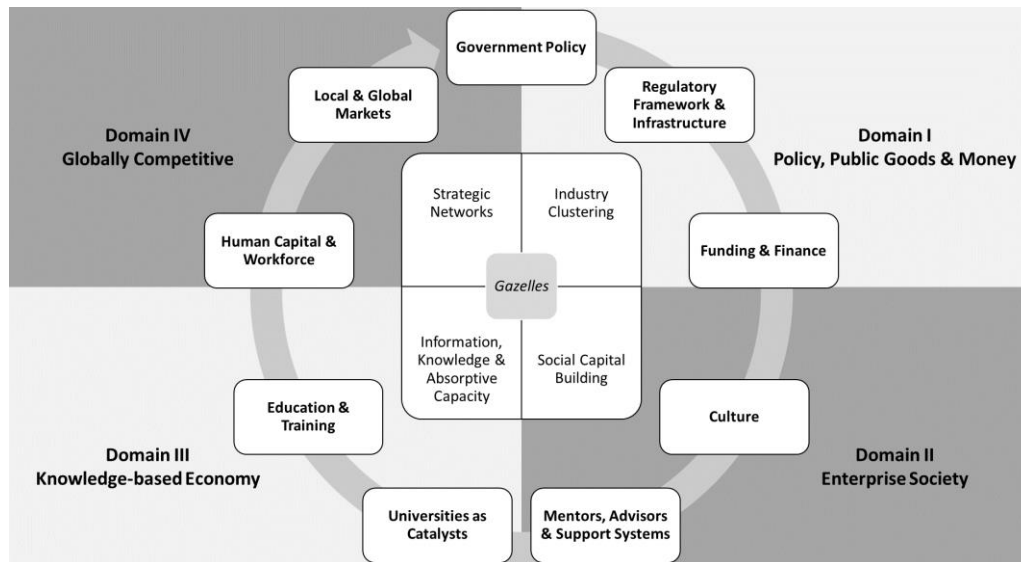 Government Policy
Local & Global
Markets
Regulatory
Framework &
Infrastructure
Domain IV
Globally Competitive
Domain I
Policy, Public Goods & Money
Strategic
Networks
Industry
Clustering
Human Capital &
Workforce
Funding & Finance
Gazelles
Information,
Knowledge &
Absorptive
Capacity
Social Capital
Building
Education &
Training
Culture
Domain III
Knowledge-based Economy
Domain II
Enterprise Society
Universities as
Catalysts
Mentors, Advisors
& Support Systems